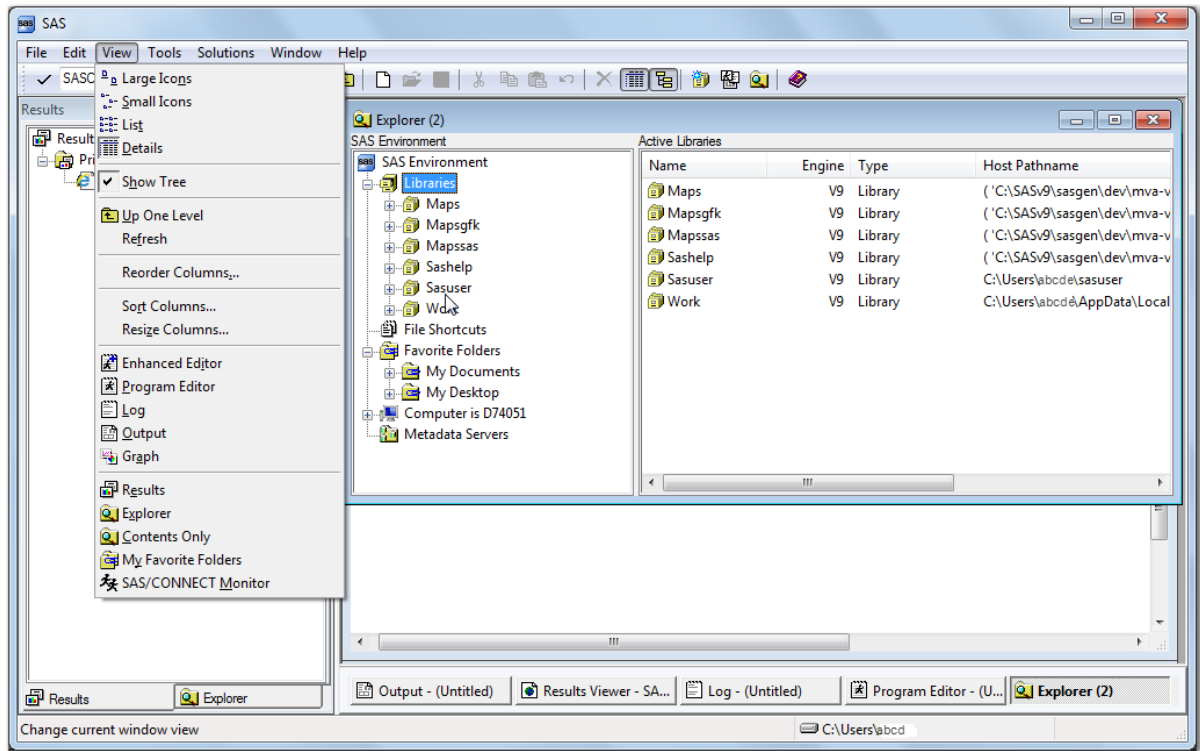 SAS
File Edit View Tools Solutions Window Help
SASC
Large Icons
Small Icons
List
Details
Show Tree
Up One Level
Refresh
Reorder Columns...
Sort Columns...
Resize Columns...
Enhanced Editor
Program Editor
Log
Output
Graph
Results
Explorer
Contents Only
My Favorite Folders
SAS/CONNECT Monitor
Results
Result
Pri
Explorer (2)
SAS Environment
SAS Environment
Libraries
Maps
Mapsgfk
Mapssas
Sashelp
Sasuser
Work
File Shortcuts
Favorite Folders
My Documents
My Desktop
Computer is D74051
Metadata Servers
Active Libraries
Name Engine Type Host Pathname
Maps V9 Library ( 'C:\SASv9\sasgen\dev\mva-v
Mapsgfk V9 Library ( 'C:\SASv9\sasgen\dev\mva-v
Mapssas V9 Library ( 'C:\SASv9\sasgen\dev\mva-v
Sashelp V9 Library ( 'C:\SASv9\sasgen\dev\mva-v
Sasuser V9 Library C:\Users\abcde\sasuser
Work V9 Library C:\Users\abcde\AppData\Local
Results Explorer
Output - (Untitled) Results Viewer - SA... Log - (Untitled) Program Editor - (U... Explorer (2)
Change current window view C:\Users\abcd